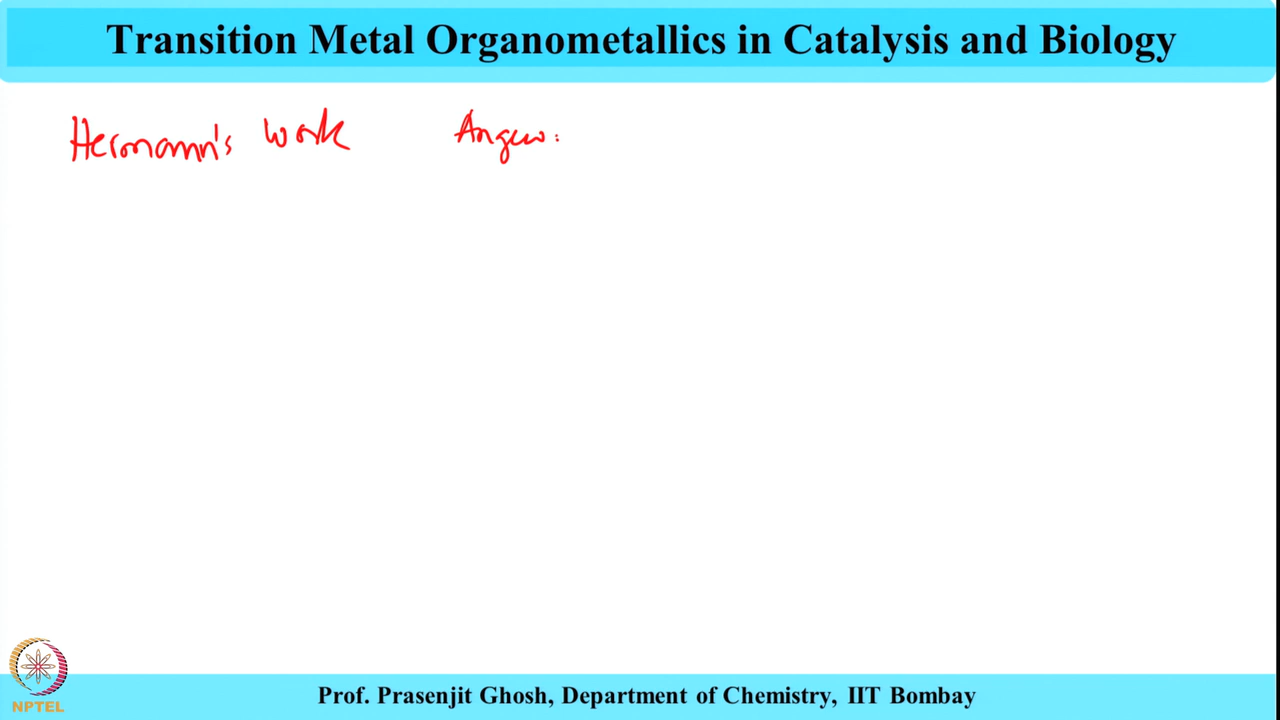 Transition Metal Organometallics in Catalysis and Biology
Hermann's work Angew.
Prof. Prasenjit Ghosh, Department of Chemistry, IIT Bombay
NPTEL